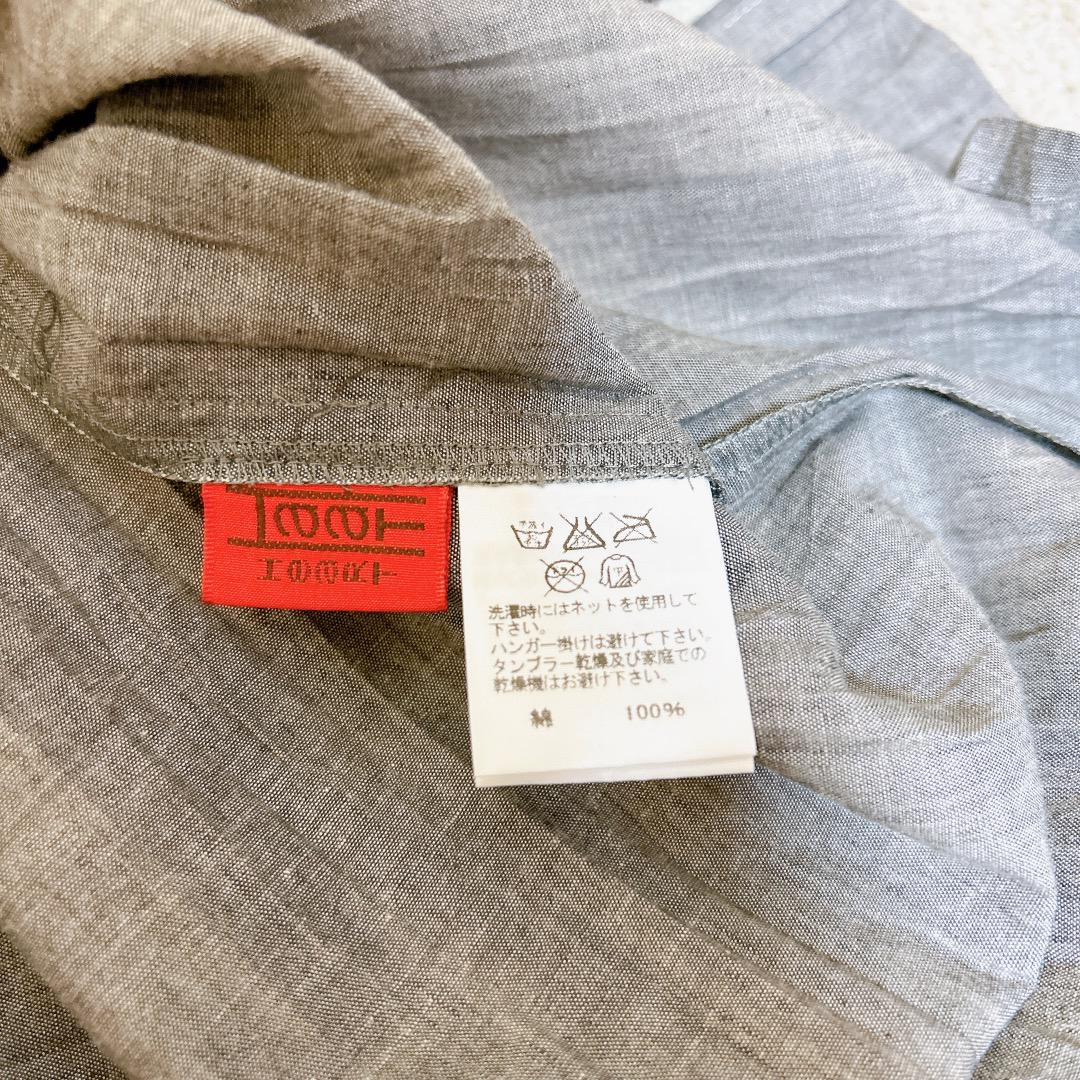 洗濯時にはネットを使用して
下さい。
ハンガー掛けは避けて下さい。
タンブラー乾燥及び家庭での
乾燥機はお避け下さい。
綿 100%